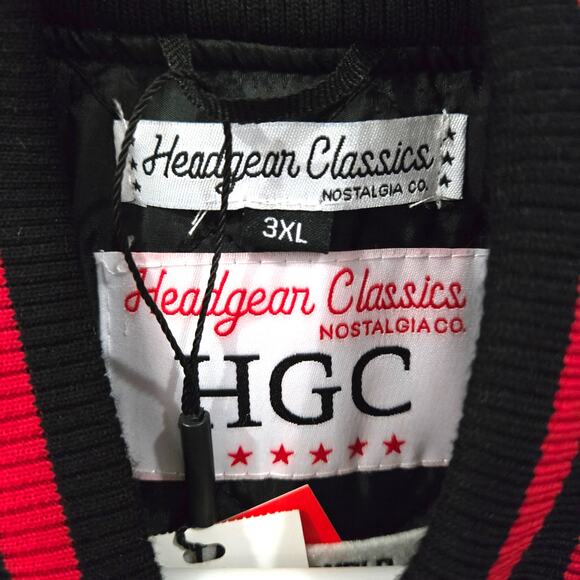 Headgear Classics
NOSTALGIA CO.
3XL
Headgear Classics
NOSTALGIA CO.
HGC